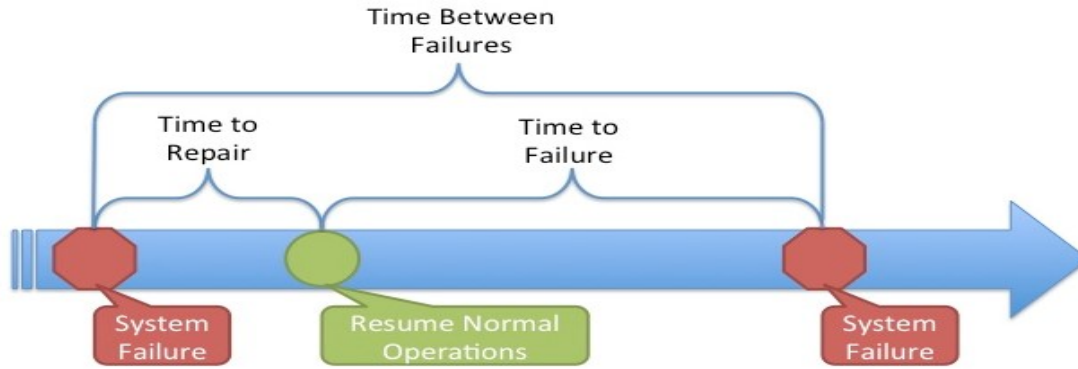 Time Between
Failures
Time to
Repair
Time to
Failure
System
Failure
Resume Normal
Operations
System
Failure